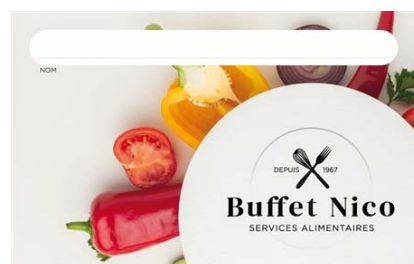 NOM
DEPUIS 1967
Buffet Nico
SERVICES ALIMENTAIRES